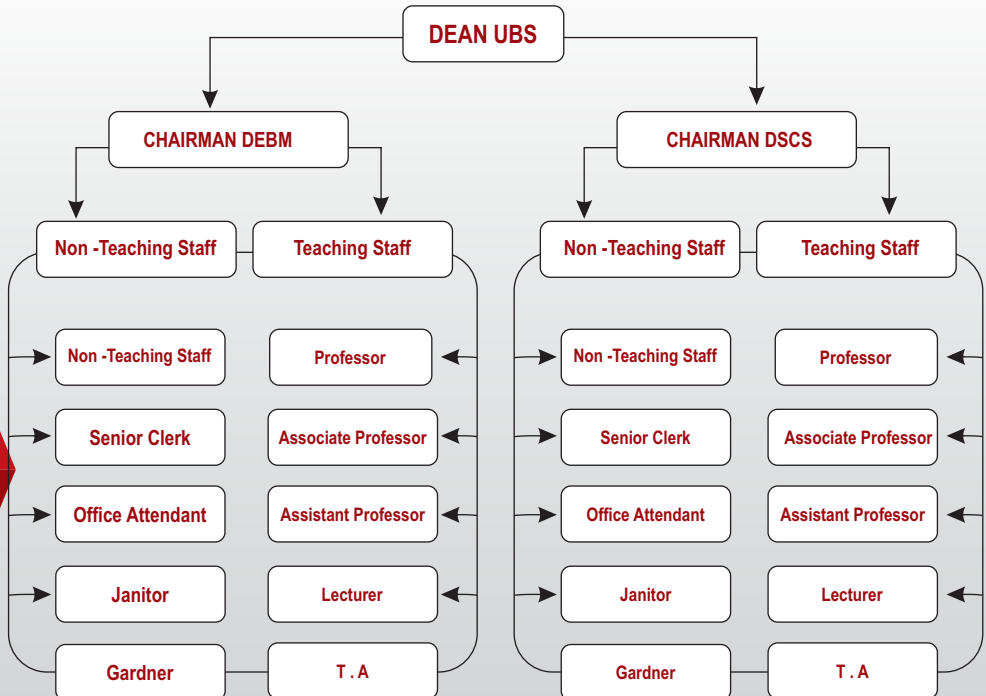 DEAN UBS
CHAIRMAN DEBM
CHAIRMAN DSCS
Non -Teaching Staff
Teaching Staff
Non -Teaching Staff
Teaching Staff
Non -Teaching Staff
Professor
Non -Teaching Staff
Professor
Senior Clerk
Associate Professor
Senior Clerk
Associate Professor
Office Attendant
Assistant Professor
Office Attendant
Assistant Professor
Janitor
Lecturer
Janitor
Lecturer
Gardner
T . A
Gardner
T . A